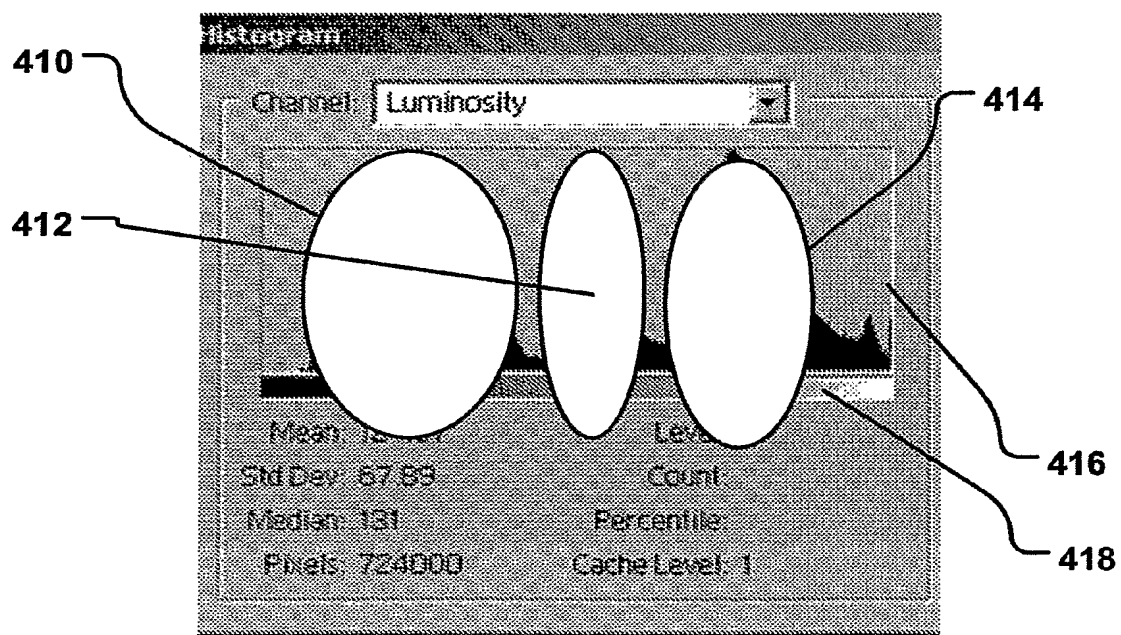 Histogram
410
Channel: Luminosity
414
412
Mean:
Std Dev: 67.89
Count:
416
Median: 131
Percentile:
Pixels: 724000
Cache Level: 1
418